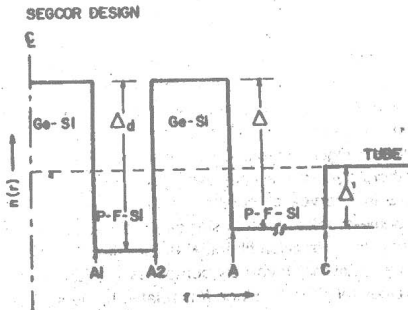 SEGCOR DESIGN
℄
Ge-Si
Δd
Ge-Si
Δ
TUBE
n(r)
P-F-Si
P-F-Si
Δ'
A1
A2
A
C
r